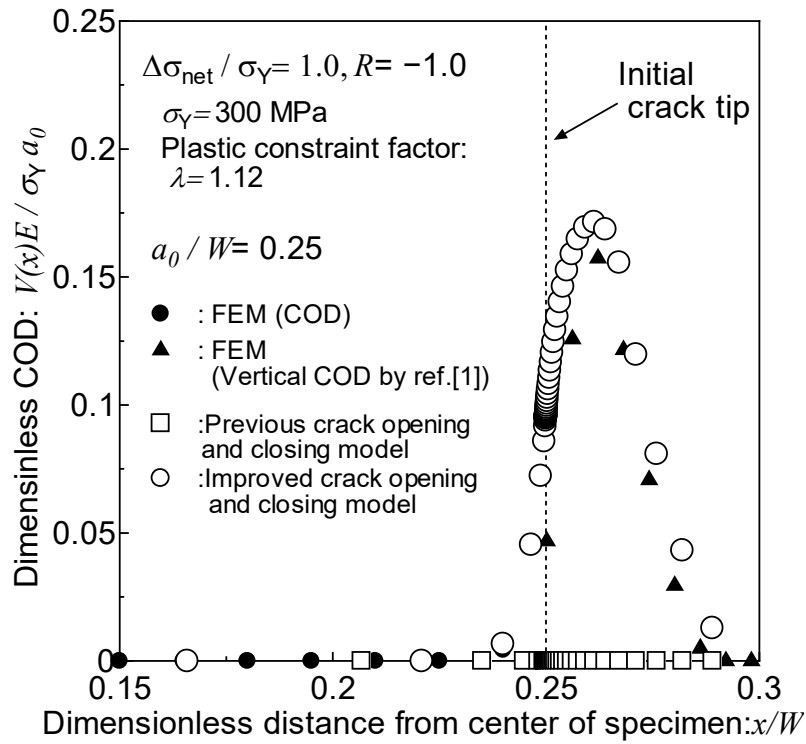 0.25
0.2
0.15
0.1
0.05
0
Dimensinless COD: V(x)E / σY a0
Δσnet / σY= 1.0, R= −1.0
σY= 300 MPa
Plastic constraint factor:
λ= 1.12
a0 / W= 0.25
: FEM (COD)
: FEM
(Vertical COD by ref.[1])
:Previous crack opening
and closing model
:Improved crack opening
and closing model
Initial
crack tip
0.15
0.2
0.25
0.3
Dimensionless distance from center of specimen:x/W